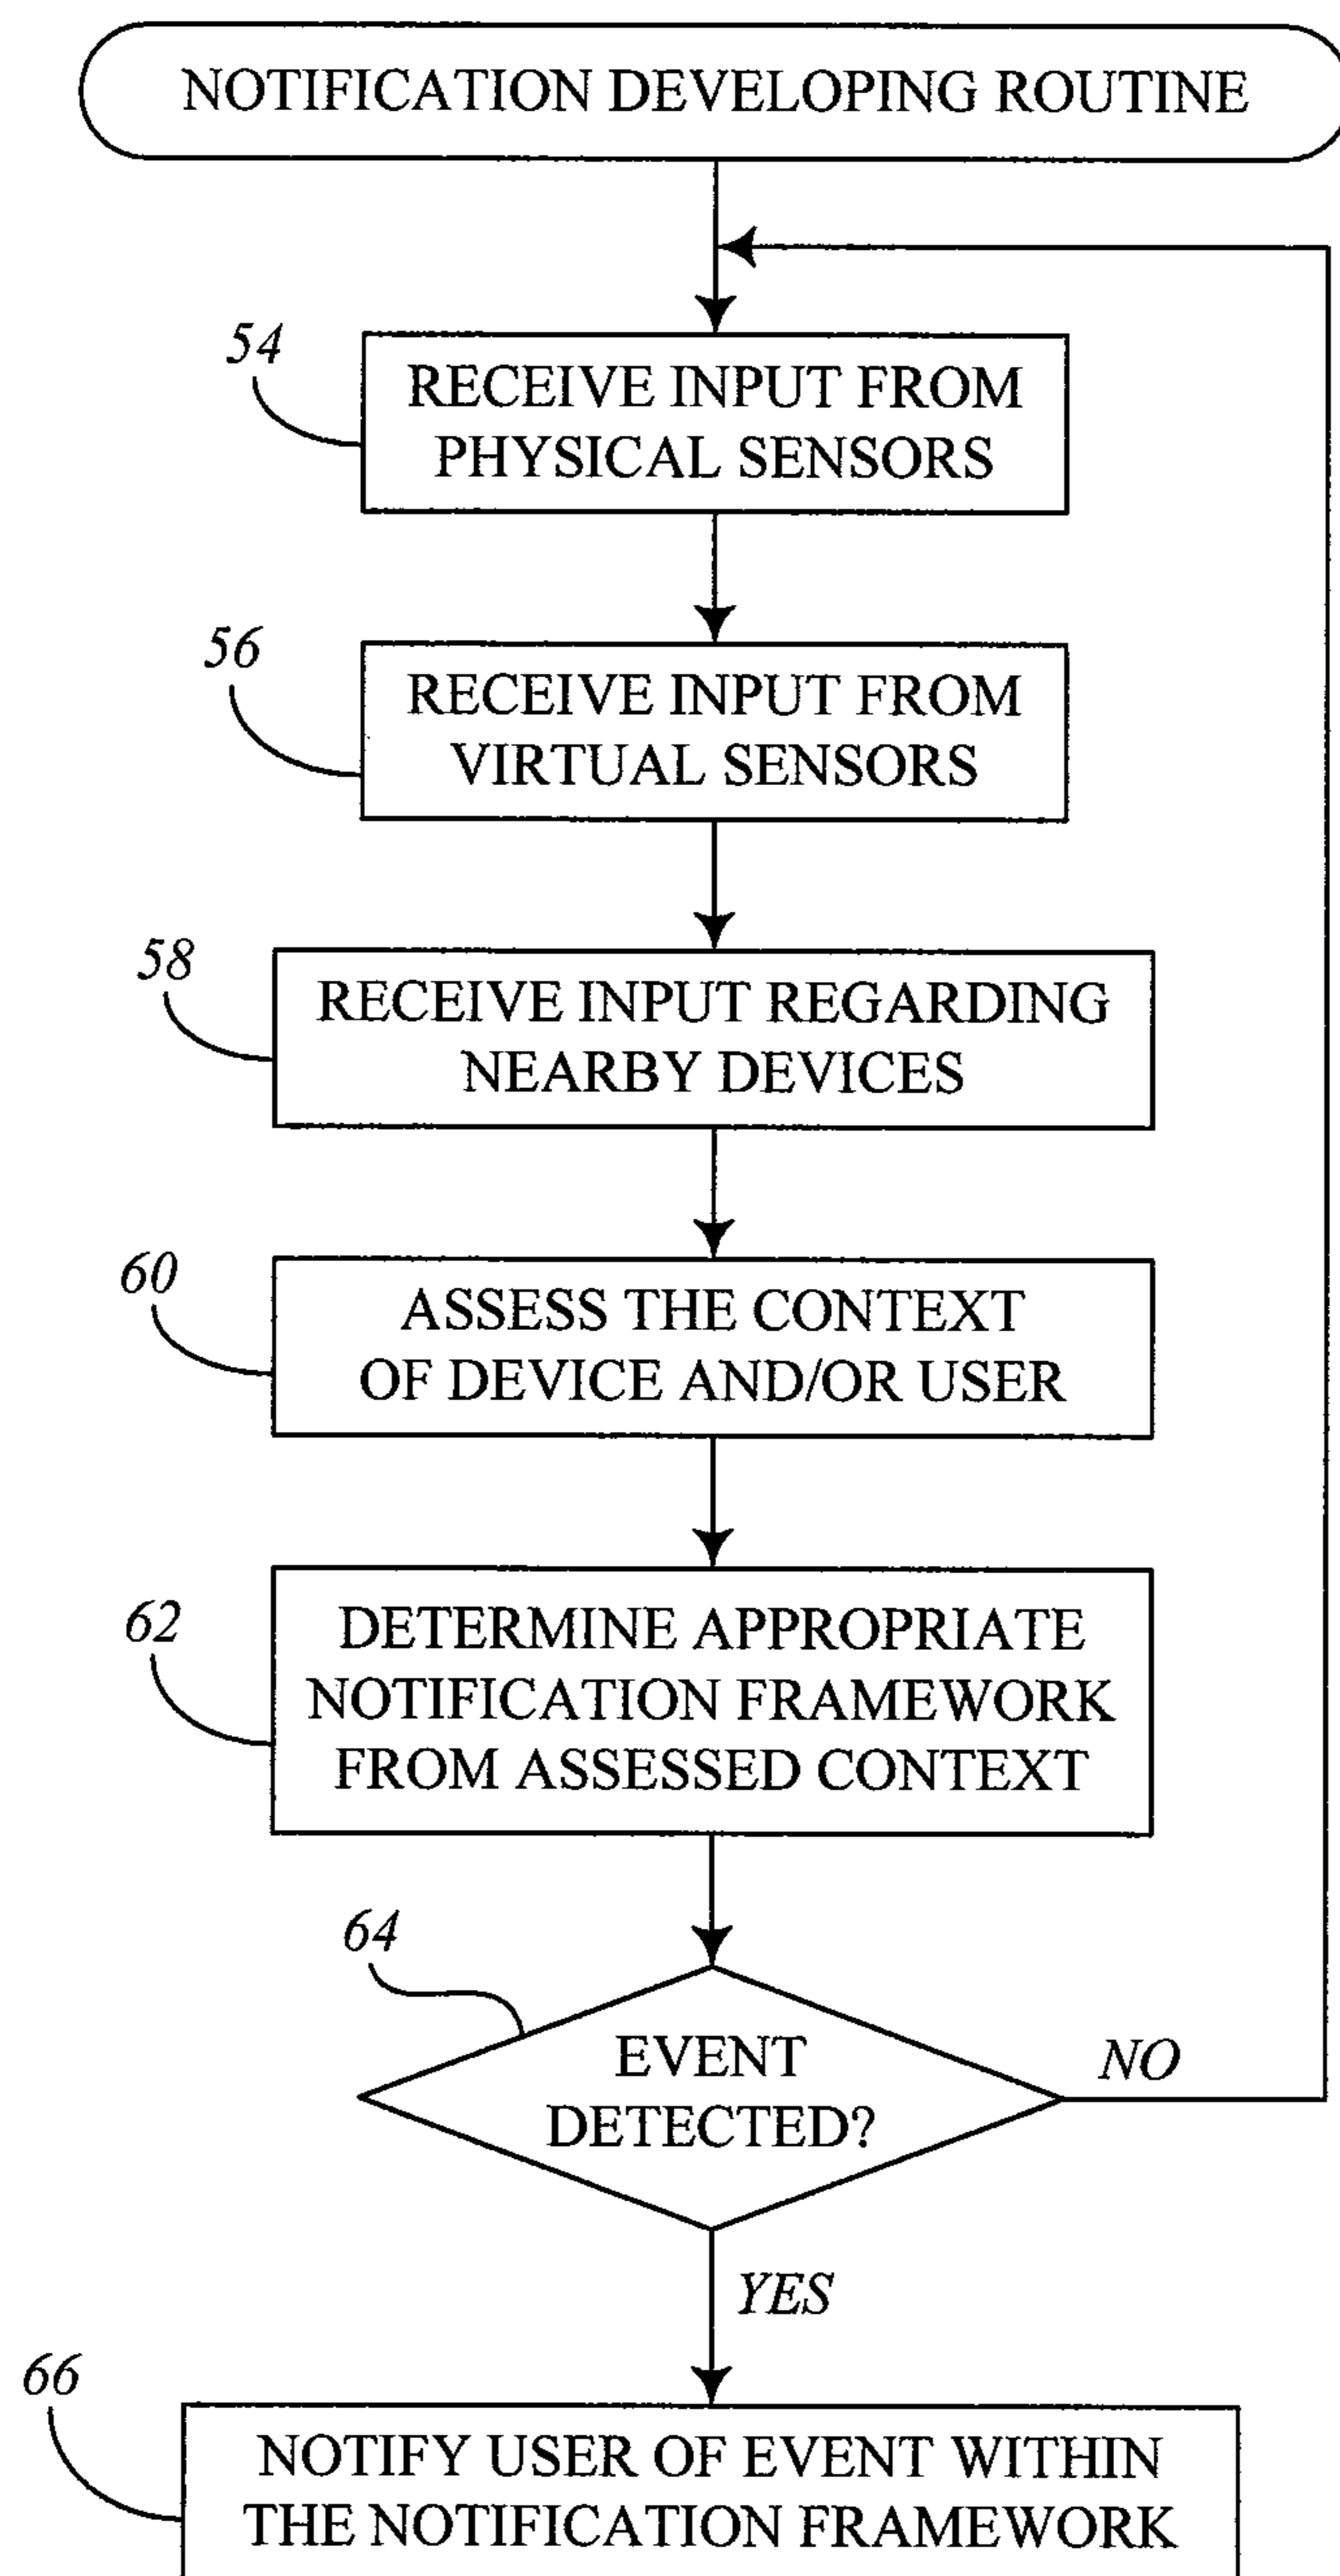 NOTIFICATION DEVELOPING ROUTINE
54
RECEIVE INPUT FROM
PHYSICAL SENSORS
56
RECEIVE INPUT FROM
VIRTUAL SENSORS
58
RECEIVE INPUT REGARDING
NEARBY DEVICES
60
ASSESS THE CONTEXT
OF DEVICE AND/OR USER
62
DETERMINE APPROPRIATE
NOTIFICATION FRAMEWORK
FROM ASSESSED CONTEXT
64
EVENT
DETECTED?
NO
YES
66
NOTIFY USER OF EVENT WITHIN
THE NOTIFICATION FRAMEWORK